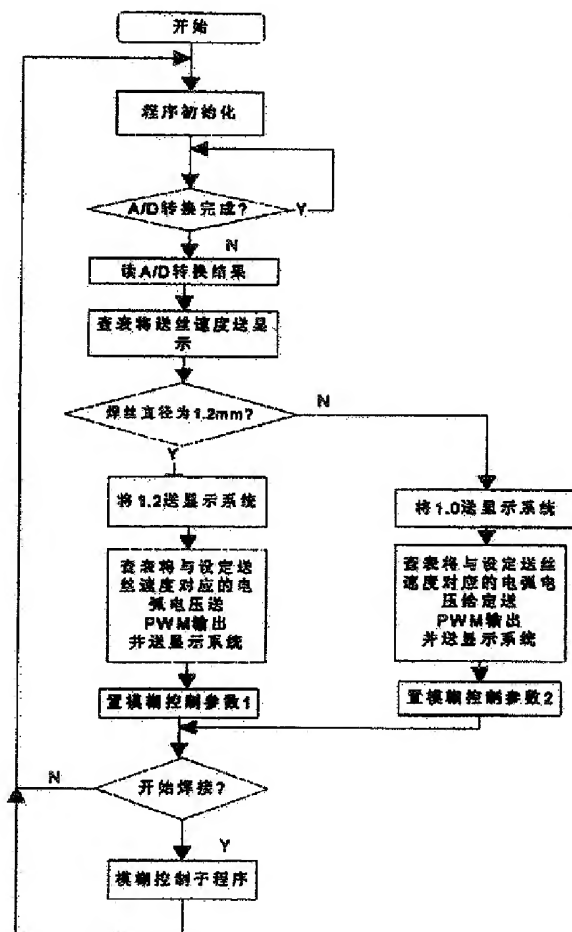 开始
程序初始化
A/D转换完成?
Y
N
读A/D转换结果
查表将送丝速度送显
示
焊丝直径为1.2mm?
N
Y
将1.2送显示系统
将1.0送显示系统
查表将与设定送
丝速度对应的电
弧电压送
PWM输出
并送显示系统
查表将与设定送丝
速度对应的电弧电
压给定送
PWM输出
并送显示系统
置模糊控制参数1
置模糊控制参数2
N
开始焊接?
Y
模糊控制子程序